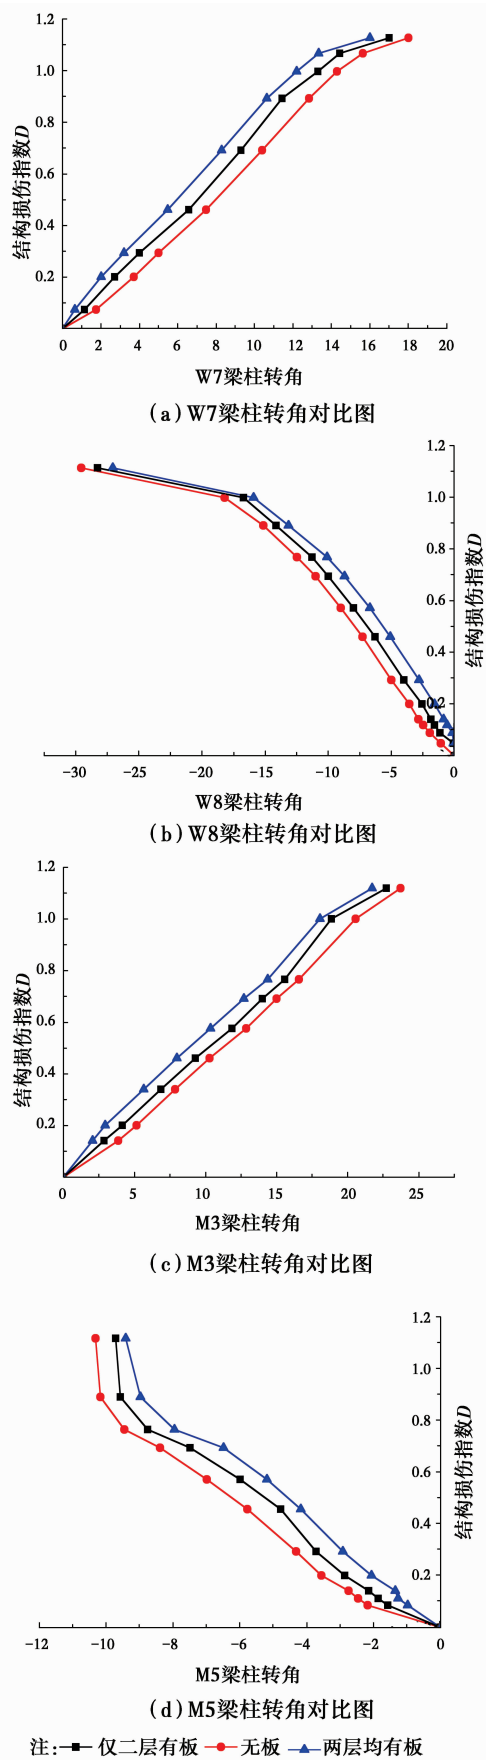 1.2
1.0
0.8
0.6
0.4
0.2
结构损伤指数D
0 2 4 6 8 10 12 14 16 18 20
W7梁柱转角
(a)W7梁柱转角对比图
1.2
1.0
0.8
0.6
0.4
0.2
结构损伤指数D
-30 -25 -20 -15 -10 -5 0
W8梁柱转角
(b)W8梁柱转角对比图
1.2
1.0
0.8
0.6
0.4
0.2
结构损伤指数D
0 5 10 15 20 25
M3梁柱转角
(c)M3梁柱转角对比图
1.2
1.0
0.8
0.6
0.4
0.2
结构损伤指数D
-12 -10 -8 -6 -4 -2 0
M5梁柱转角
(d)M5梁柱转角对比图
注: 仅二层有板 无板 两层均有板